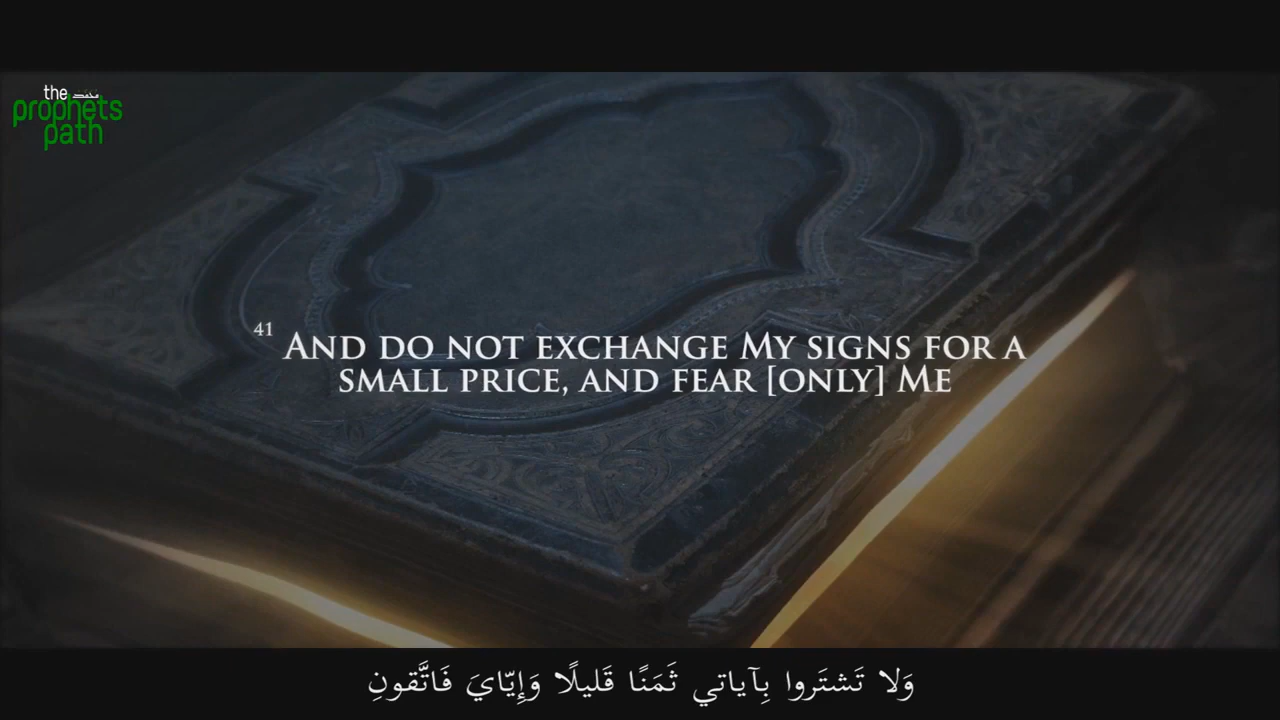 the محمد
prophets
path
41 AND DO NOT EXCHANGE MY SIGNS FOR A
SMALL PRICE, AND FEAR [ONLY] ME
وَلا تَشتَروا بِآياتي ثَمَنًا قَليلًا وَإِيّايَ فَاتَّقونِ